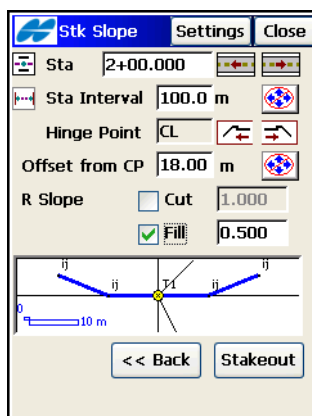 Stk Slope Settings Close
Sta 2+00.000
Sta Interval 100.0 m
Hinge Point CL
Offset from CP 18.00 m
R Slope Cut 1.000
Fill 0.500
ij ij
ij T1 ij
0
10 m
<< Back Stakeout